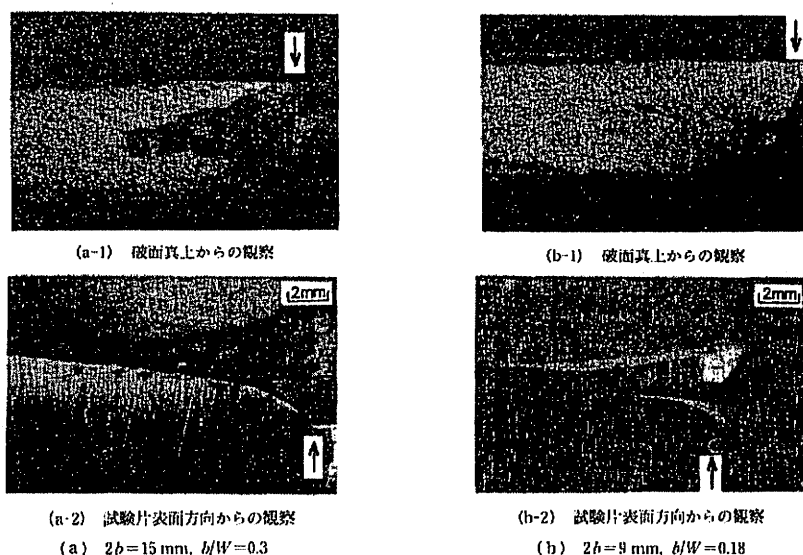 (a-1) 破面真上からの観察
(b-1) 破面真上からの観察
2mm
2mm
(a-2) 試験片表面方向からの観察
(b-2) 試験片表面方向からの観察
(a) 2b=15 mm, b/W=0.3
(b) 2b=9 mm, b/W=0.18